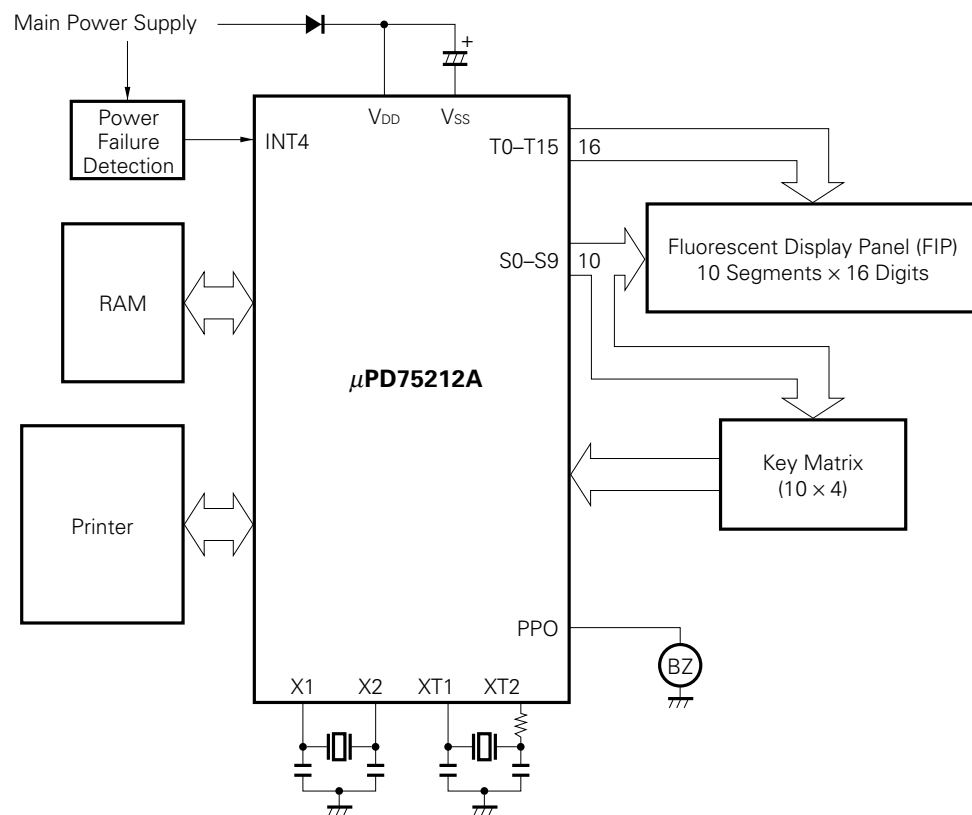 Main Power Supply
+
Power
Failure
Detection
INT4
VDD
VSS
T0–T15
16
RAM
S0–S9
10
Fluorescent Display Panel (FIP)
10 Segments × 16 Digits
μPD75212A
Key Matrix
(10 × 4)
Printer
PPO
BZ
X1
X2
XT1
XT2